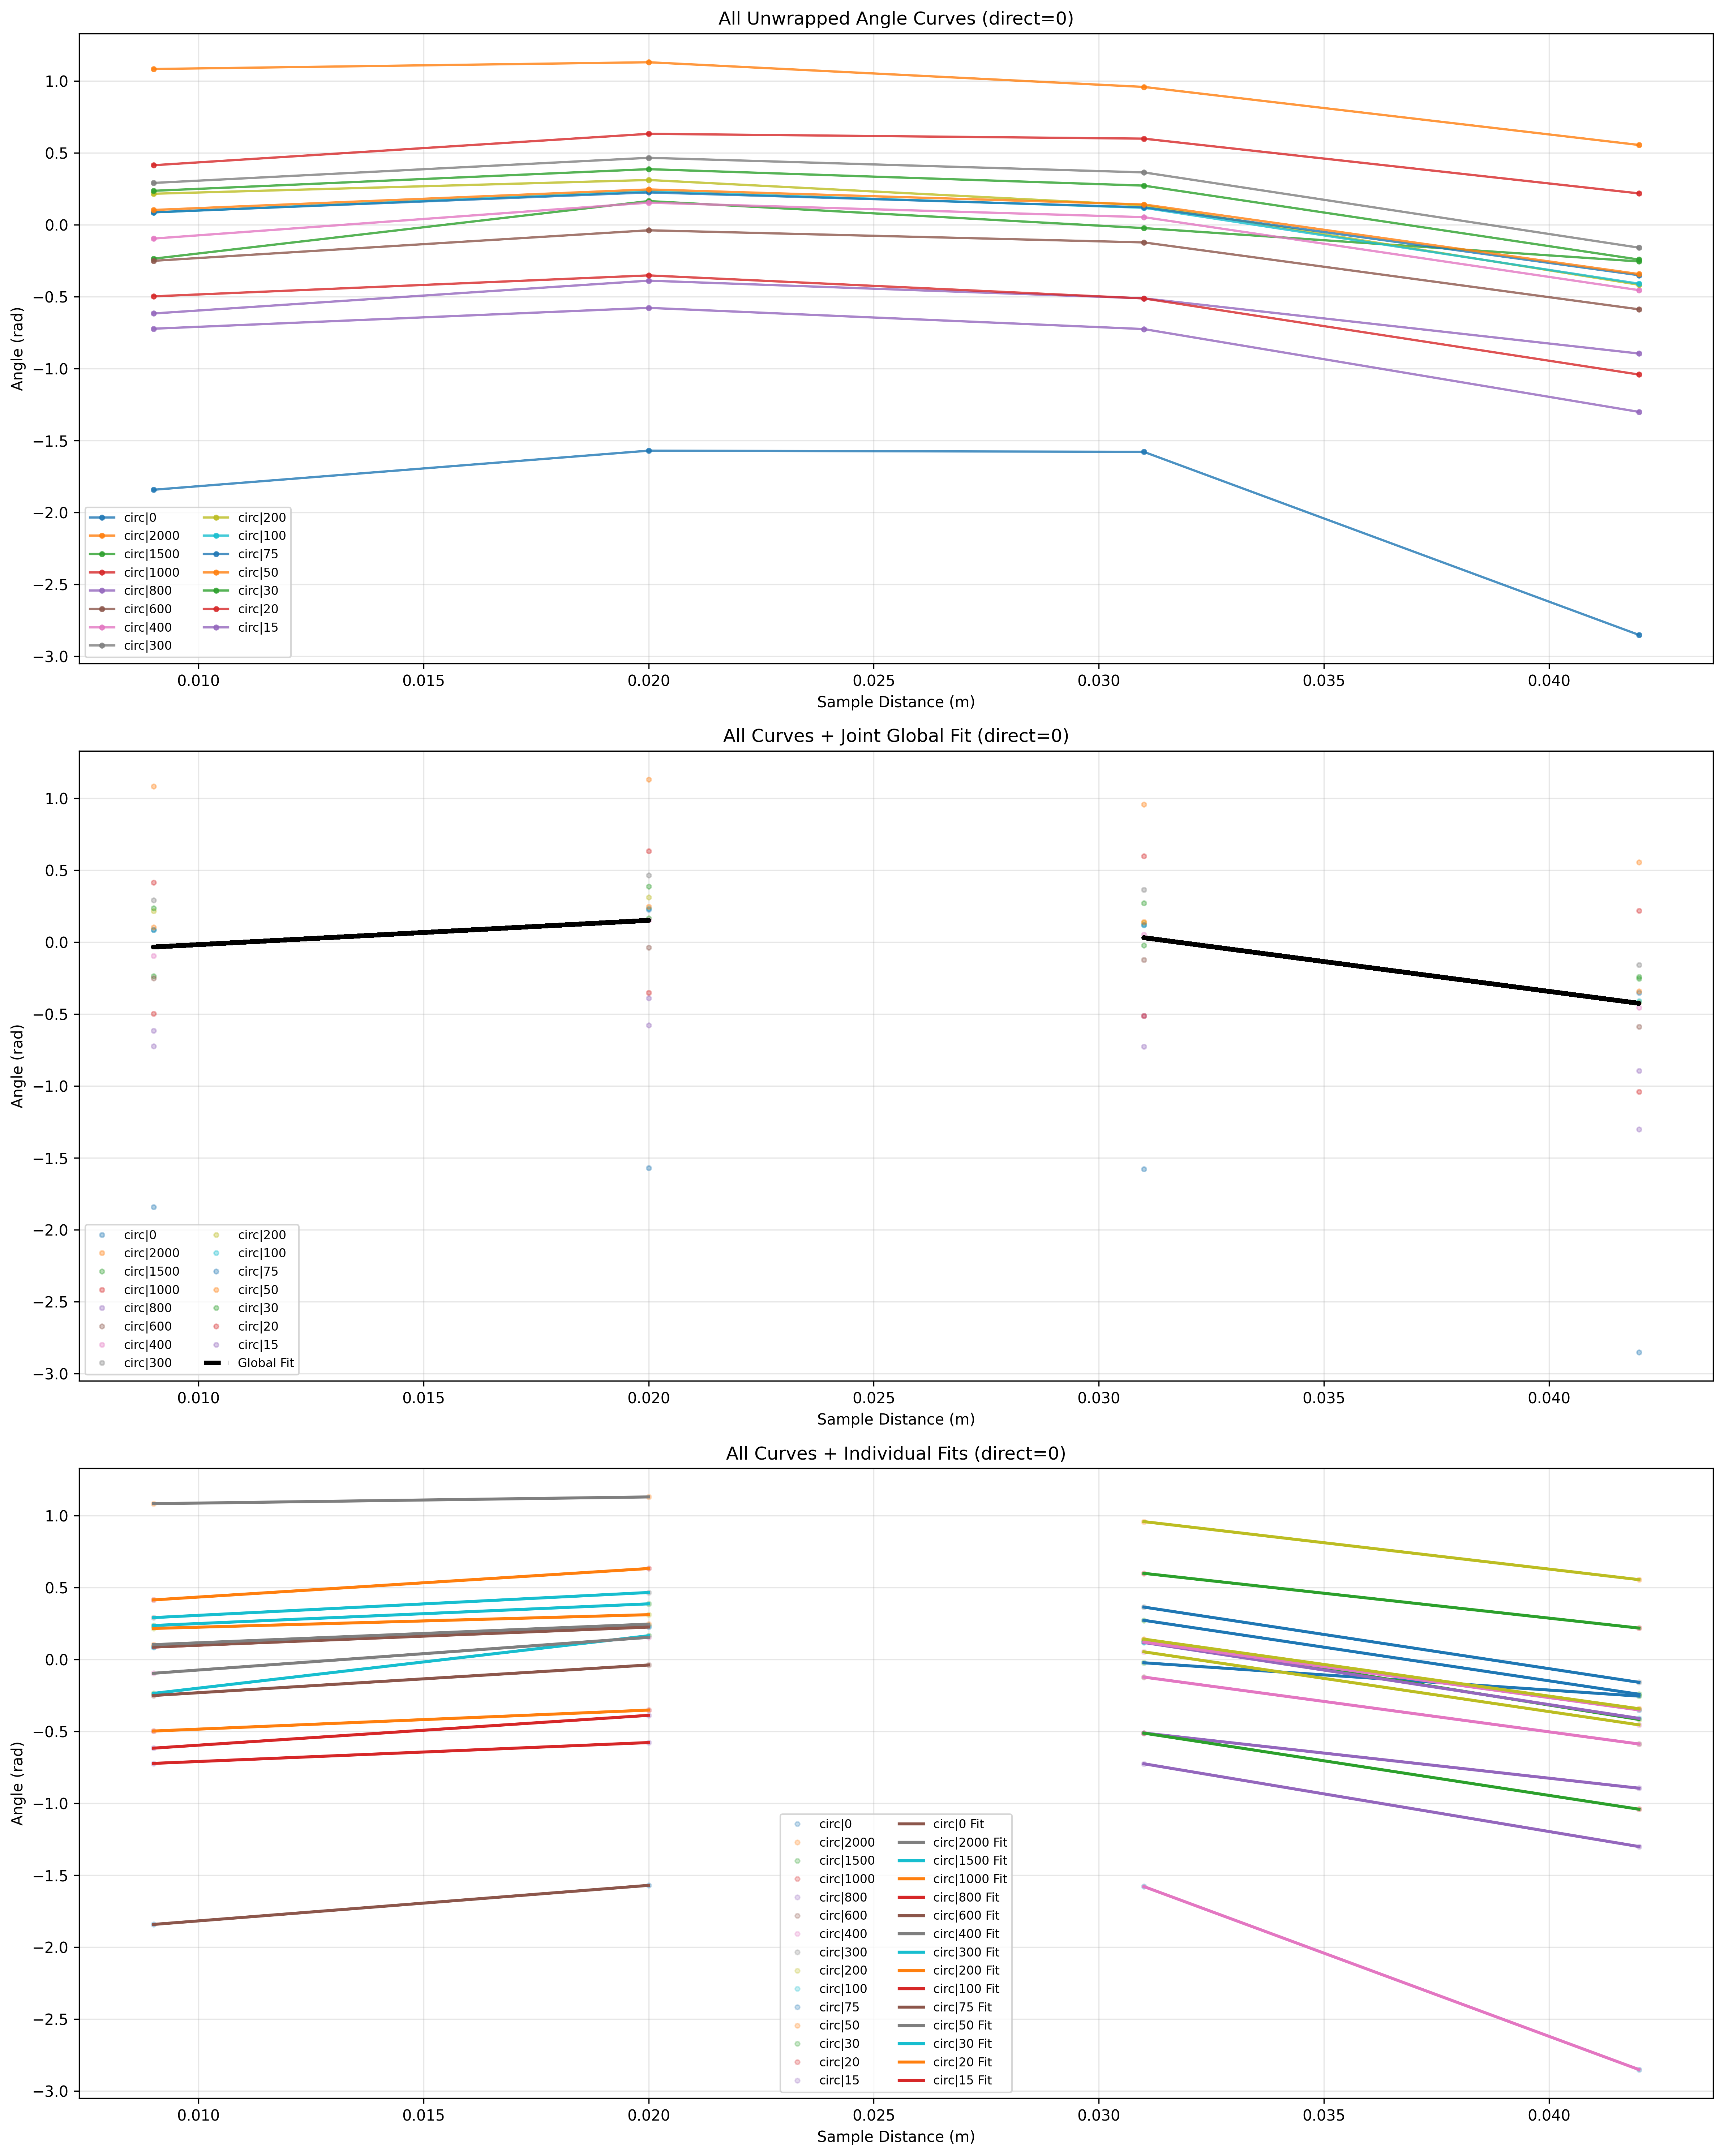 All Unwrapped Angle Curves (direct=0)
1.0
0.5
0.0
−0.5
−1.0
−1.5
−2.0
−2.5
−3.0
Angle (rad)
circ|0 circ|200
circ|2000 circ|100
circ|1500 circ|75
circ|1000 circ|50
circ|800 circ|30
circ|600 circ|20
circ|400 circ|15
circ|300
0.010 0.015 0.020 0.025 0.030 0.035 0.040
Sample Distance (m)
All Curves + Joint Global Fit (direct=0)
1.0
0.5
0.0
−0.5
−1.0
−1.5
−2.0
−2.5
−3.0
Angle (rad)
circ|0 circ|200
circ|2000 circ|100
circ|1500 circ|75
circ|1000 circ|50
circ|800 circ|30
circ|600 circ|20
circ|400 circ|15
circ|300 Global Fit
0.010 0.015 0.020 0.025 0.030 0.035 0.040
Sample Distance (m)
All Curves + Individual Fits (direct=0)
1.0
0.5
0.0
−0.5
−1.0
−1.5
−2.0
−2.5
−3.0
Angle (rad)
circ|0 circ|0 Fit
circ|2000 circ|2000 Fit
circ|1500 circ|1500 Fit
circ|1000 circ|1000 Fit
circ|800 circ|800 Fit
circ|600 circ|600 Fit
circ|400 circ|400 Fit
circ|300 circ|300 Fit
circ|200 circ|200 Fit
circ|100 circ|100 Fit
circ|75 circ|75 Fit
circ|50 circ|50 Fit
circ|30 circ|30 Fit
circ|20 circ|20 Fit
circ|15 circ|15 Fit
0.010 0.015 0.020 0.025 0.030 0.035 0.040
Sample Distance (m)